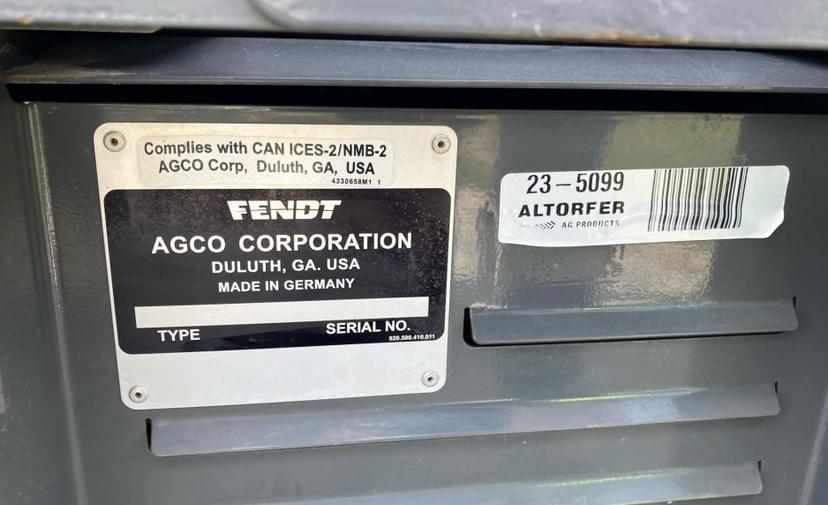 Complies with CAN ICES-2/NMB-2
AGCO Corp, Duluth, GA, USA
4330658M1 1
FENDT
AGCO CORPORATION
DULUTH, GA. USA
MADE IN GERMANY
TYPE SERIAL NO.
920.500.410.011
23-5099
ALTORFER
AG PRODUCTS